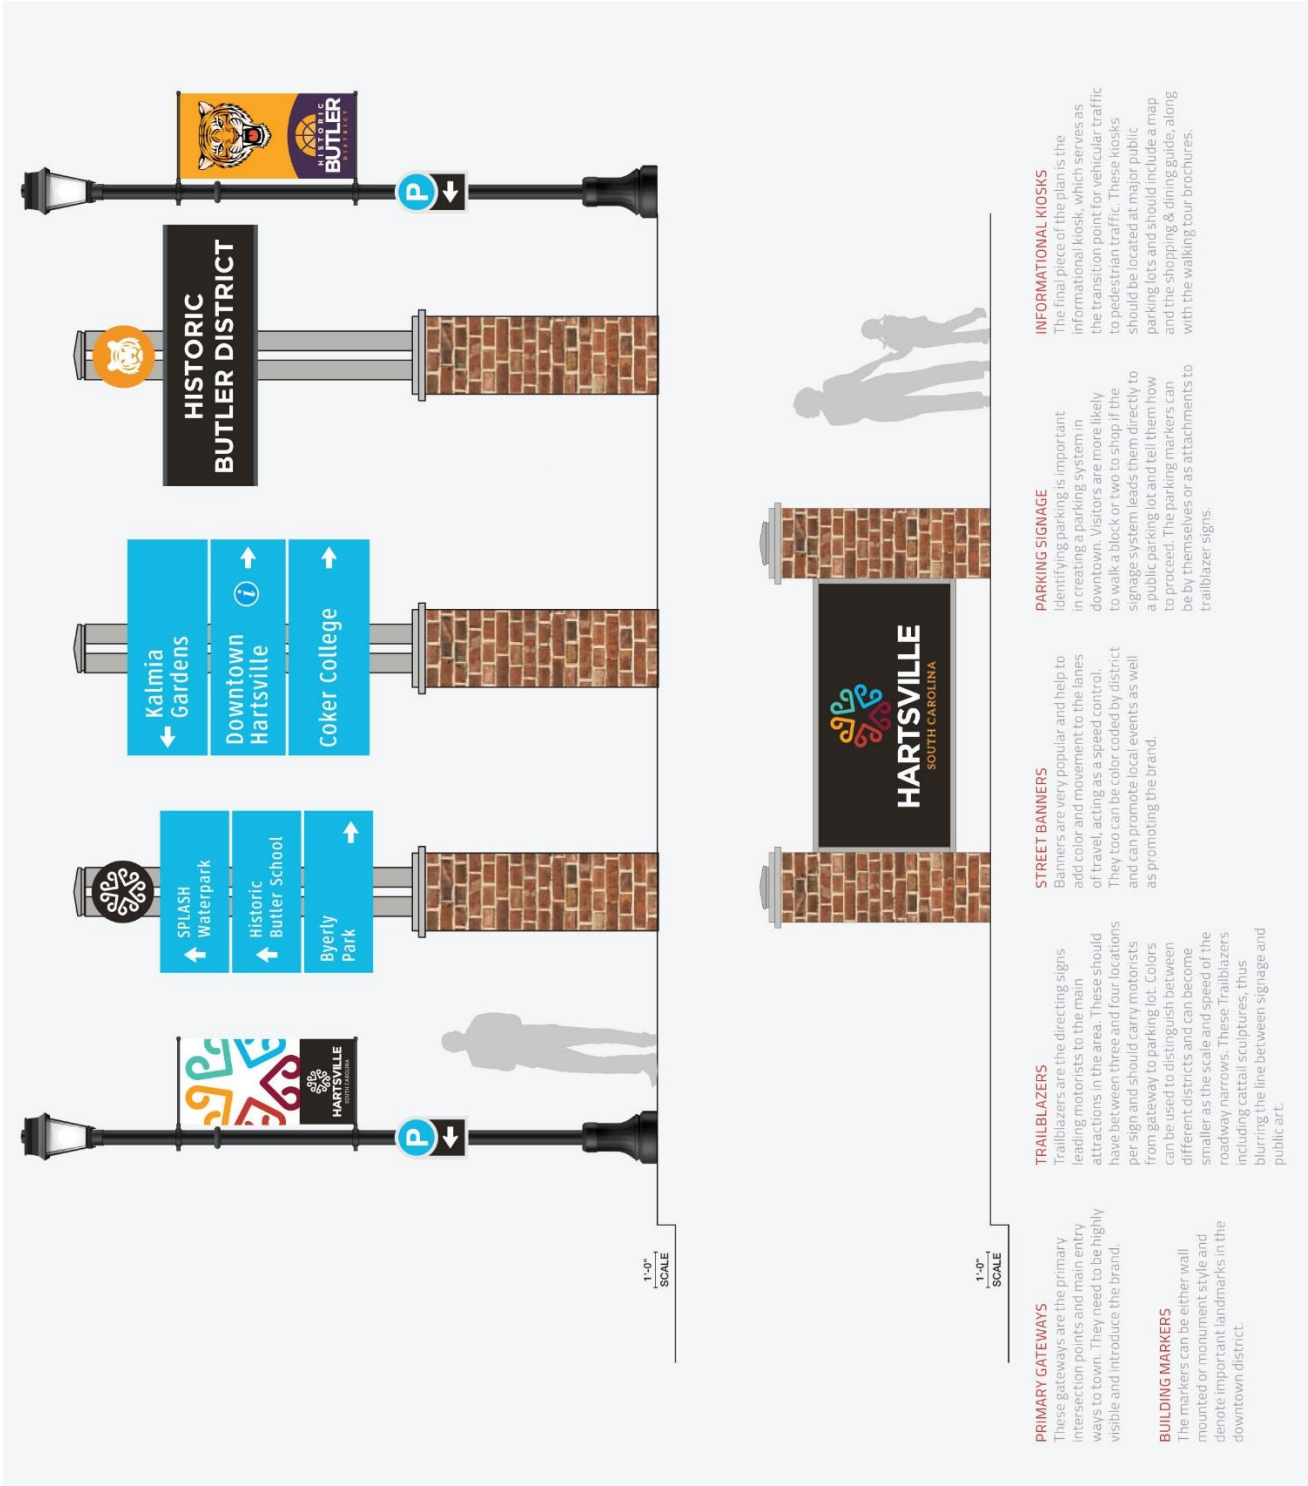 HARTSVILLE
SOUTH CAROLINA
P
SPLASH
Waterpark
Historic
Butler School
Byerly
Park
Kalmia
Gardens
Downtown
Hartsville
i
Coker College
HISTORIC
BUTLER DISTRICT
HISTORIC
BUTLER
DISTRICT
P
1'-0"
SCALE
HARTSVILLE
SOUTH CAROLINA
1'-0"
SCALE
PRIMARY GATEWAYS
These gateways are the primary
intersection points and main entry
ways to town. They need to be highly
visible and introduce the brand.
BUILDING MARKERS
The markers can be either wall
mounted or monument style and
denote important landmarks in the
downtown district.
TRAILBLAZERS
Trailblazers are the directing signs
leading motorists to the main
attractions in the area. These should
have between three and four locations
per sign and should carry motorists
from gateway to parking lot. Colors
can be used to distinguish between
different districts and can become
smaller as the scale and speed of the
roadway narrows. These Trailblazers
including cattail sculptures, thus
blurring the line between signage and
public art.
STREET BANNERS
Banners are very popular and help to
add color and movement to the lanes
of travel, acting as a speed control.
They too can be color coded by district
and can promote local events as well
as promoting the brand.
PARKING SIGNAGE
Identifying parking is important
in creating a parking system in
downtown. Visitors are more likely
to walk a block or two to shop if the
signage system leads them directly to
a public parking lot and tell them how
to proceed. The parking markers can
be by themselves or as attachments to
trailblazer signs.
INFORMATIONAL KIOSKS
The final piece of the plan is the
informational kiosk, which serves as
the transition point for vehicular traffic
to pedestrian traffic. These kiosks
should be located at major public
parking lots and should include a map
and the shopping & dining guide, along
with the walking tour brochures.